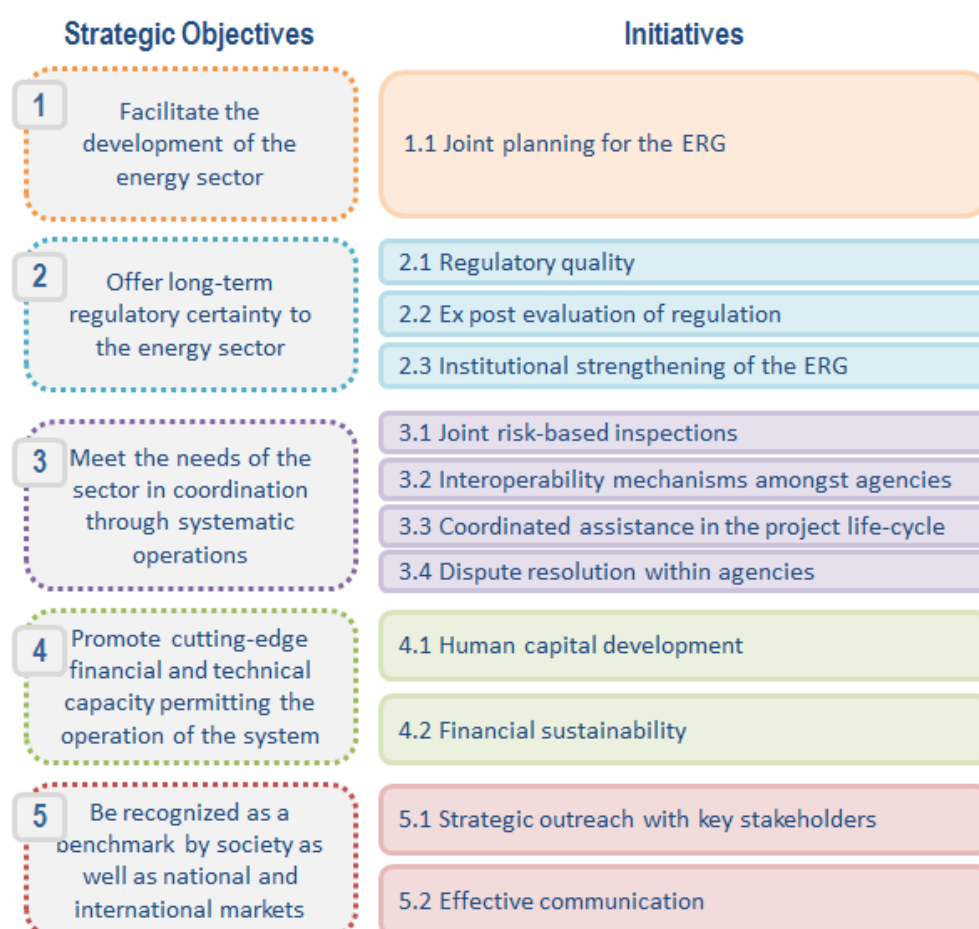 Strategic Objectives
Initiatives
1
Facilitate the
development of the
energy sector
1.1 Joint planning for the ERG
2
Offer long-term
regulatory certainty to
the energy sector
2.1 Regulatory quality
2.2 Ex post evaluation of regulation
2.3 Institutional strengthening of the ERG
3
Meet the needs of the
sector in coordination
through systematic
operations
3.1 Joint risk-based inspections
3.2 Interoperability mechanisms amongst agencies
3.3 Coordinated assistance in the project life-cycle
3.4 Dispute resolution within agencies
4
Promote cutting-edge
financial and technical
capacity permitting the
operation of the system
4.1 Human capital development
4.2 Financial sustainability
5
Be recognized as a
benchmark by society as
well as national and
international markets
5.1 Strategic outreach with key stakeholders
5.2 Effective communication